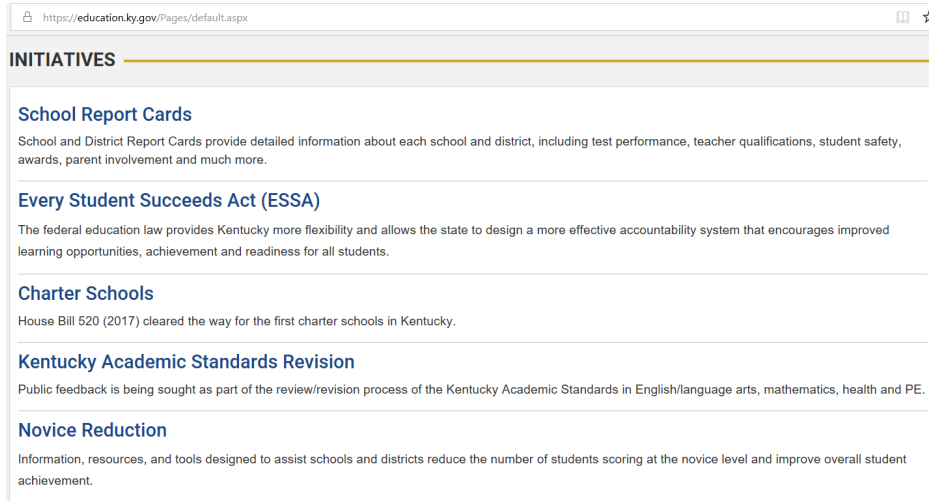 https://education.ky.gov/Pages/default.aspx
INITIATIVES
School Report Cards
School and District Report Cards provide detailed information about each school and district, including test performance, teacher qualifications, student safety,
awards, parent involvement and much more.
Every Student Succeeds Act (ESSA)
The federal education law provides Kentucky more flexibility and allows the state to design a more effective accountability system that encourages improved
learning opportunities, achievement and readiness for all students.
Charter Schools
House Bill 520 (2017) cleared the way for the first charter schools in Kentucky.
Kentucky Academic Standards Revision
Public feedback is being sought as part of the review/revision process of the Kentucky Academic Standards in English/language arts, mathematics, health and PE.
Novice Reduction
Information, resources, and tools designed to assist schools and districts reduce the number of students scoring at the novice level and improve overall student
achievement.